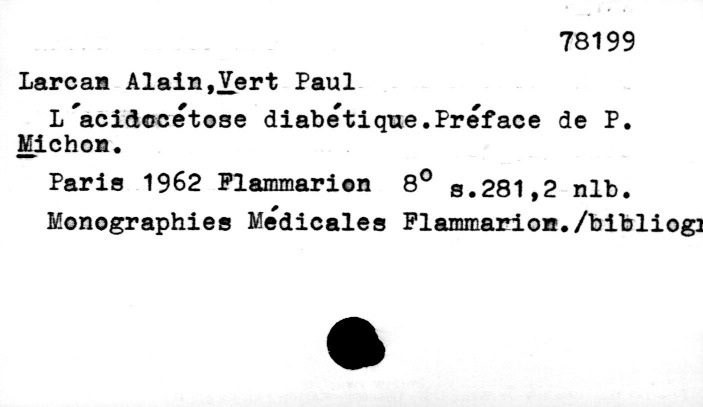 78199
Larcan Alain,Vert Paul
L´acidocétose diabétique.Préface de P.
Michon.
Paris 1962 Flammarion 8° s.281,2 nlb.
Monographies Médicales Flammarion./bibliogr